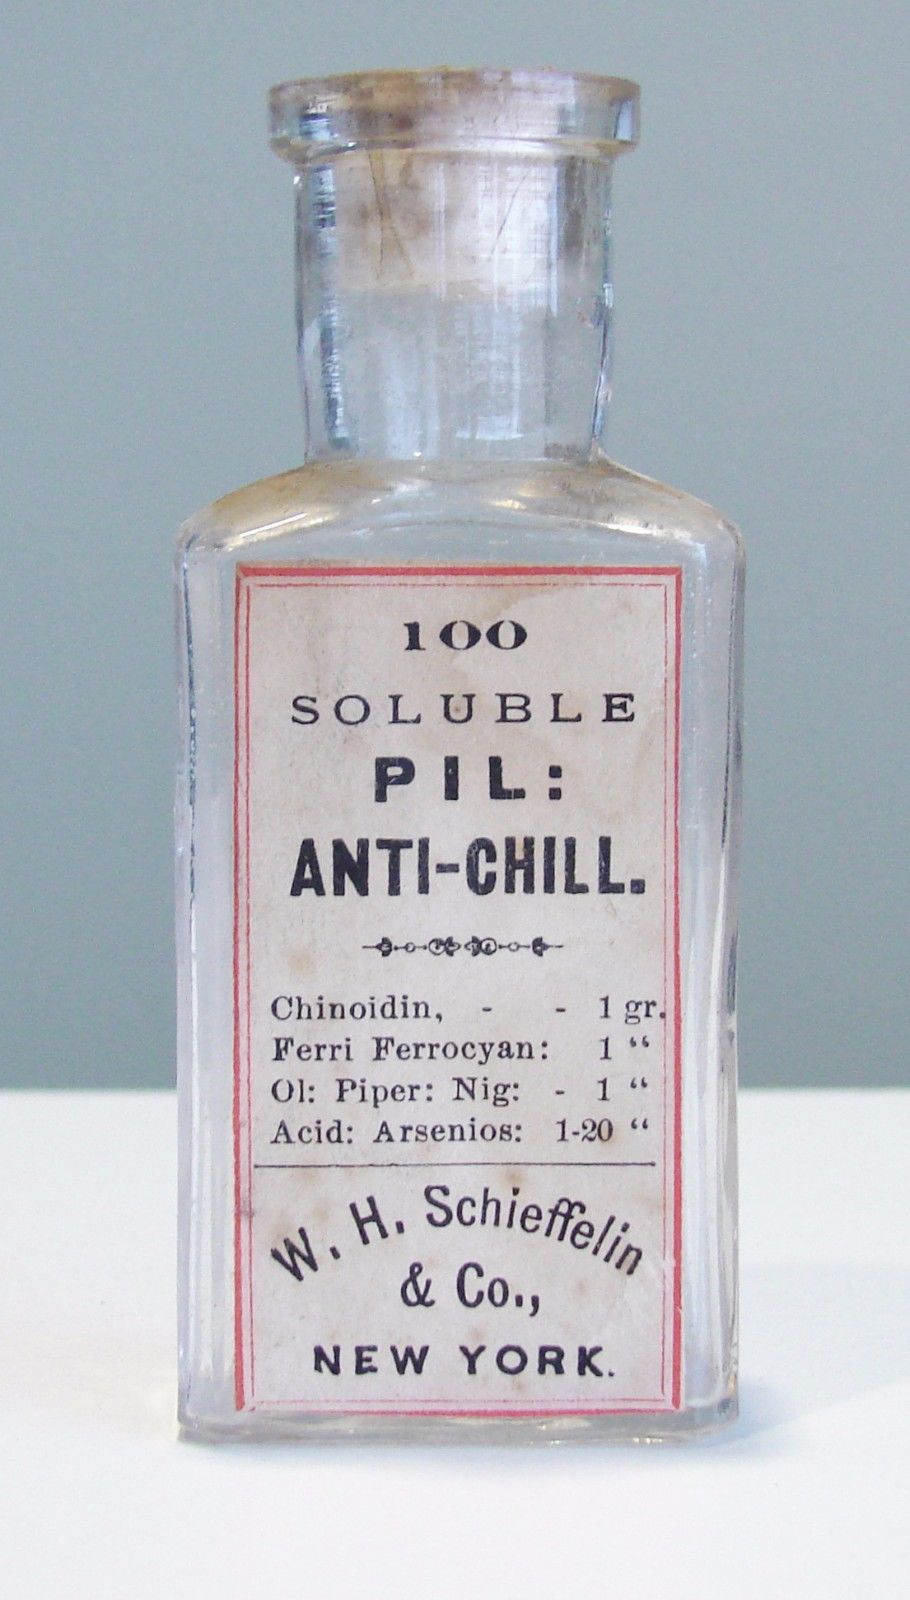 100
SOLUBLE
PIL:
ANTI-CHILL.
Chinoidin, - - 1 gr.
Ferri Ferrocyan: 1 “
Ol: Piper: Nig: - 1 “
Acid: Arsenios: 1-20 “
W. H. Schieffelin
& Co.,
NEW YORK.